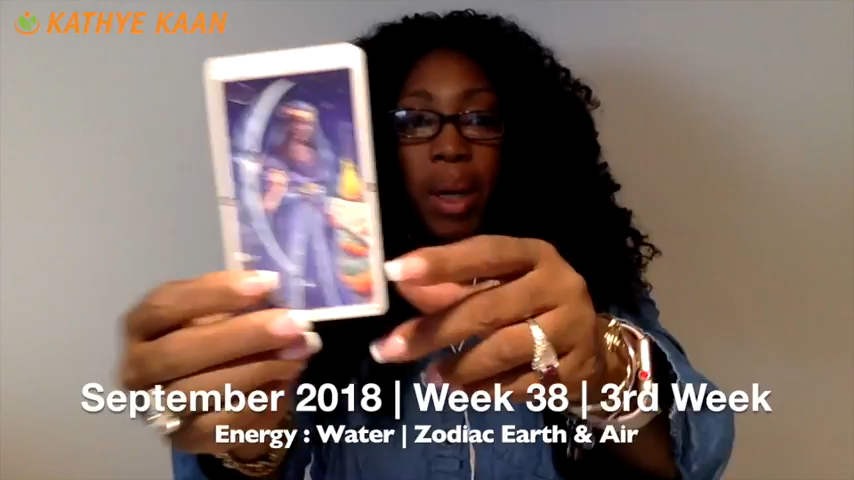 KATHYE KAAN
September 2018 | Week 38 | 3rd Week
Energy : Water | Zodiac Earth & Air